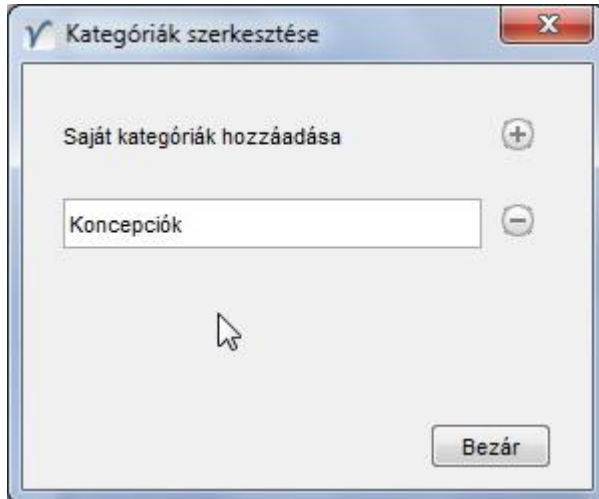 Kategóriák szerkesztése
Saját kategóriák hozzáadása
Koncepciók
Bezár